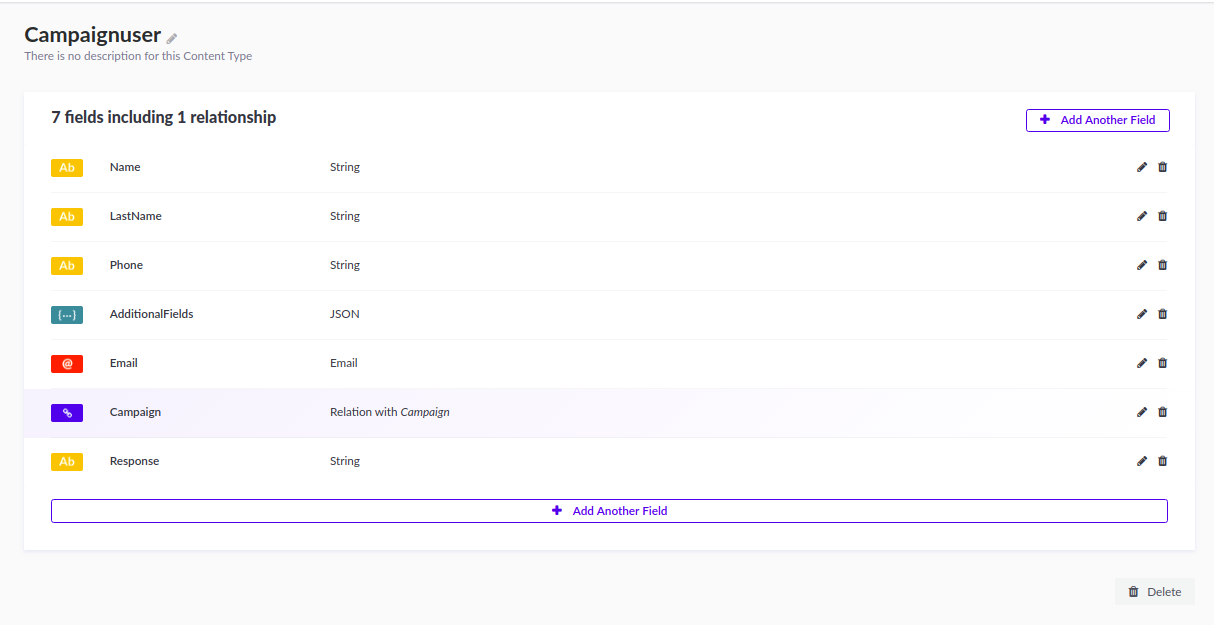 Campaignuser
There is no description for this Content Type
7 fields including 1 relationship
Add Another Field
Ab Name String
Ab LastName String
Ab Phone String
{...} AdditionalFields JSON
@ Email Email
Campaign Relation with Campaign
Ab Response String
Add Another Field
Delete